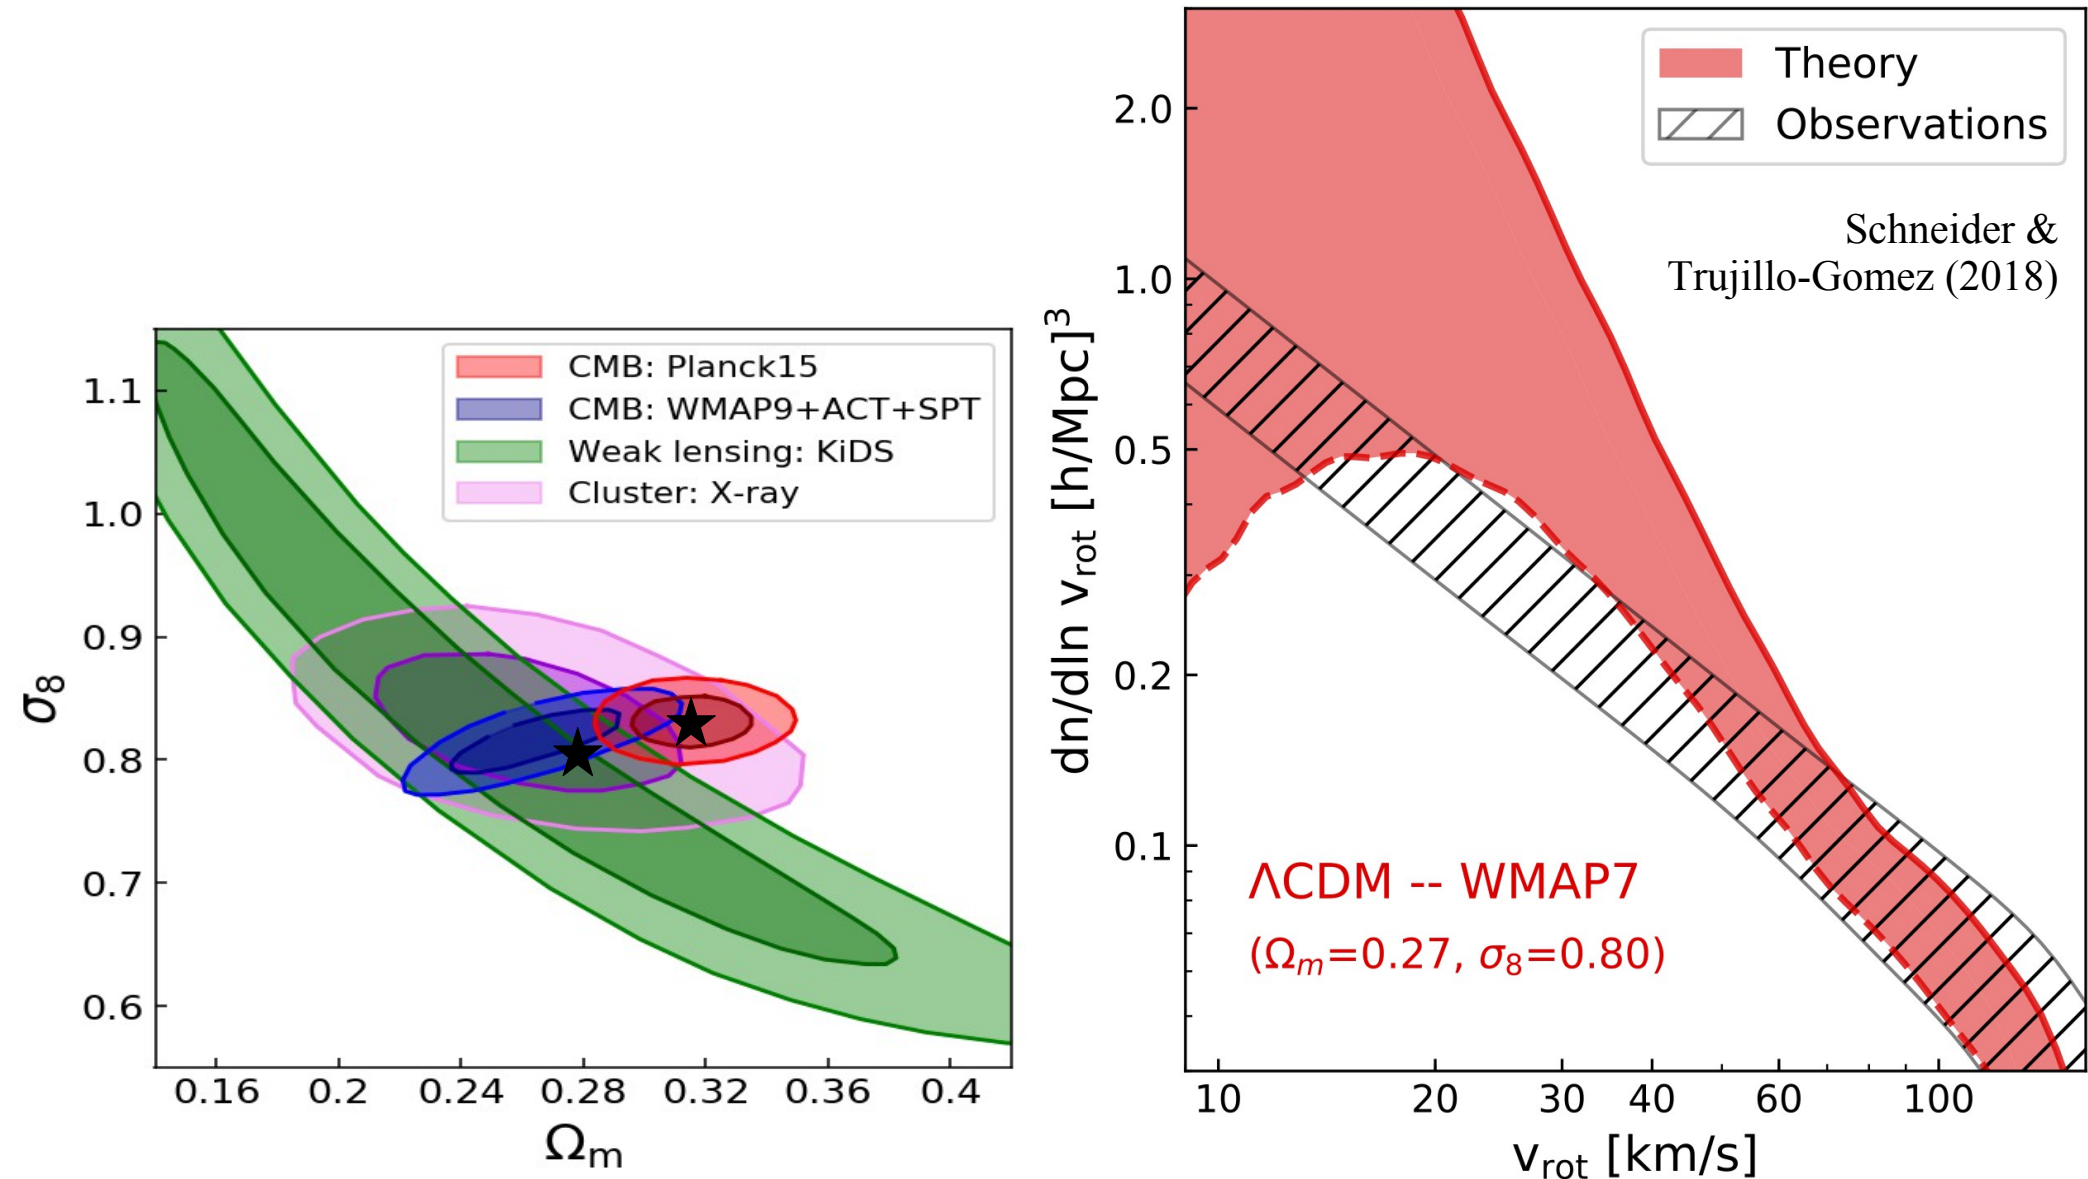 CMB: Planck15
CMB: WMAP9+ACT+SPT
Weak lensing: KiDS
Cluster: X-ray
1.1
1.0
0.9
0.8
0.7
0.6
σ8
0.16 0.2 0.24 0.28 0.32 0.36 0.4
Ωm
Theory
Observations
Schneider &
Trujillo-Gomez (2018)
2.0
1.0
0.5
0.2
0.1
dn/dln vrot [h/Mpc]³
ΛCDM -- WMAP7
(Ωm=0.27, σ8=0.80)
10 20 30 40 60 100
vrot [km/s]